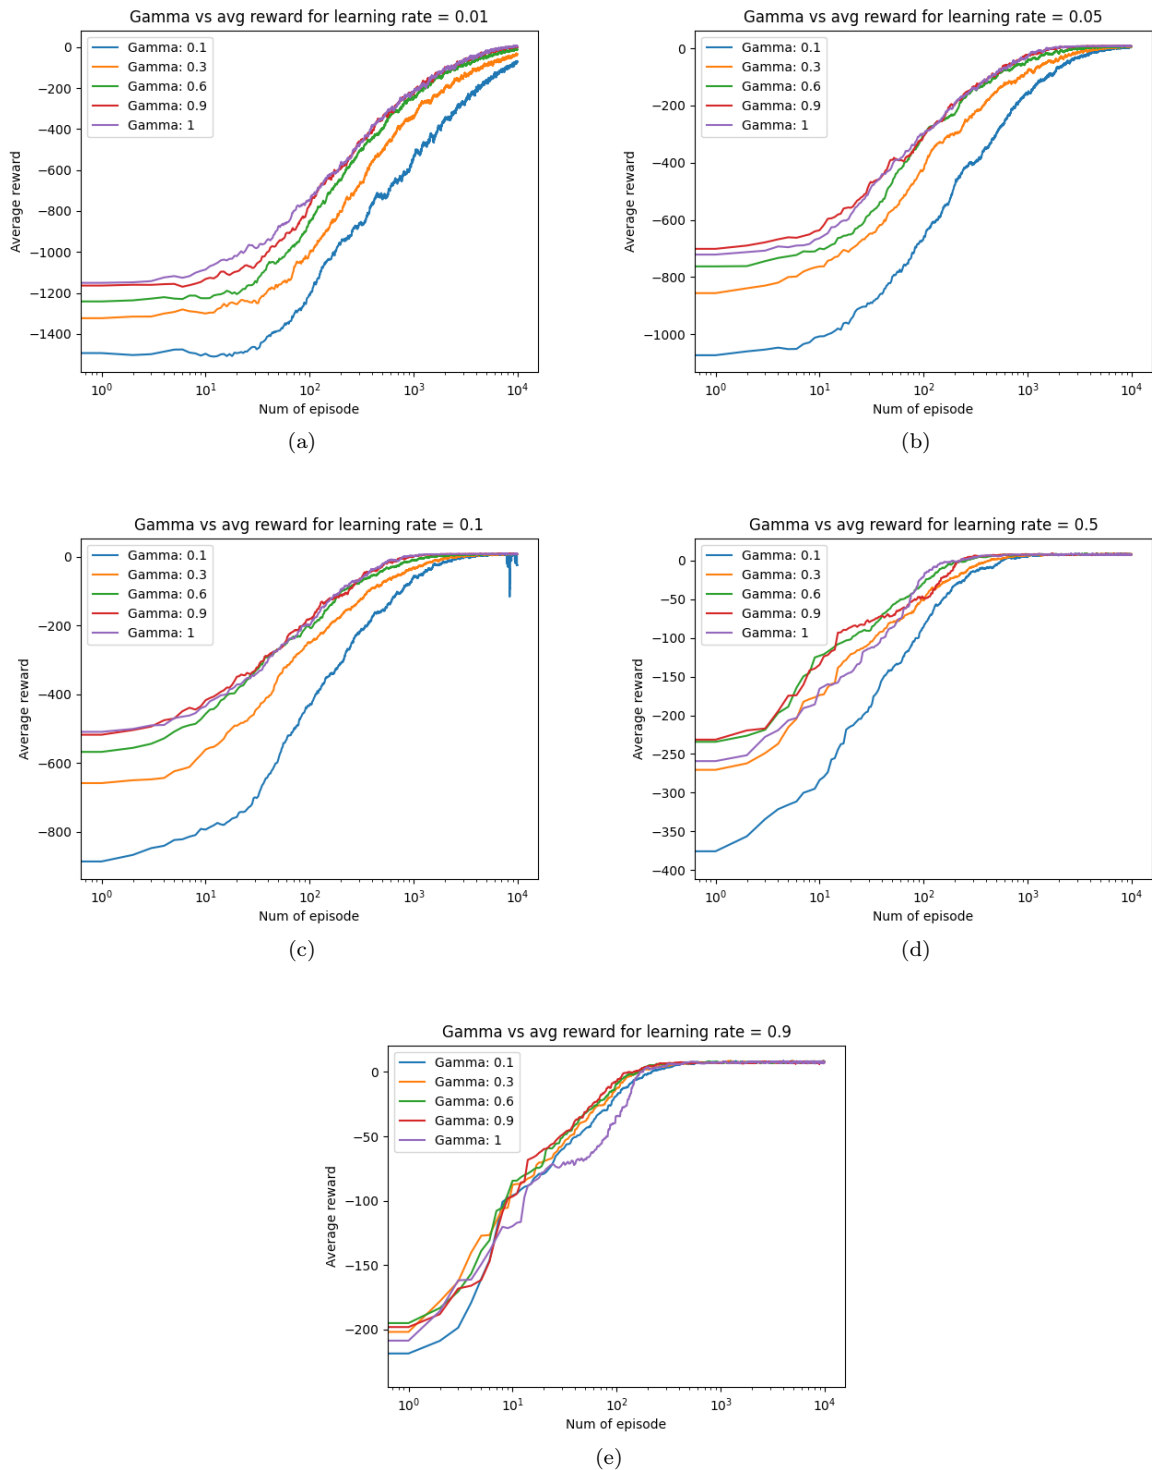 Gamma vs avg reward for learning rate = 0.01
0
−200
−400
−600
−800
−1000
−1200
−1400
Average reward
Gamma: 0.1
Gamma: 0.3
Gamma: 0.6
Gamma: 0.9
Gamma: 1
10⁰
10¹
10²
10³
10⁴
Num of episode
(a)
Gamma vs avg reward for learning rate = 0.05
0
−200
−400
−600
−800
−1000
Average reward
Gamma: 0.1
Gamma: 0.3
Gamma: 0.6
Gamma: 0.9
Gamma: 1
10⁰
10¹
10²
10³
10⁴
Num of episode
(b)
Gamma vs avg reward for learning rate = 0.1
0
−200
−400
−600
−800
Average reward
Gamma: 0.1
Gamma: 0.3
Gamma: 0.6
Gamma: 0.9
Gamma: 1
10⁰
10¹
10²
10³
10⁴
Num of episode
(c)
Gamma vs avg reward for learning rate = 0.5
0
−50
−100
−150
−200
−250
−300
−350
−400
Average reward
Gamma: 0.1
Gamma: 0.3
Gamma: 0.6
Gamma: 0.9
Gamma: 1
10⁰
10¹
10²
10³
10⁴
Num of episode
(d)
Gamma vs avg reward for learning rate = 0.9
0
−50
−100
−150
−200
Average reward
Gamma: 0.1
Gamma: 0.3
Gamma: 0.6
Gamma: 0.9
Gamma: 1
10⁰
10¹
10²
10³
10⁴
Num of episode
(e)